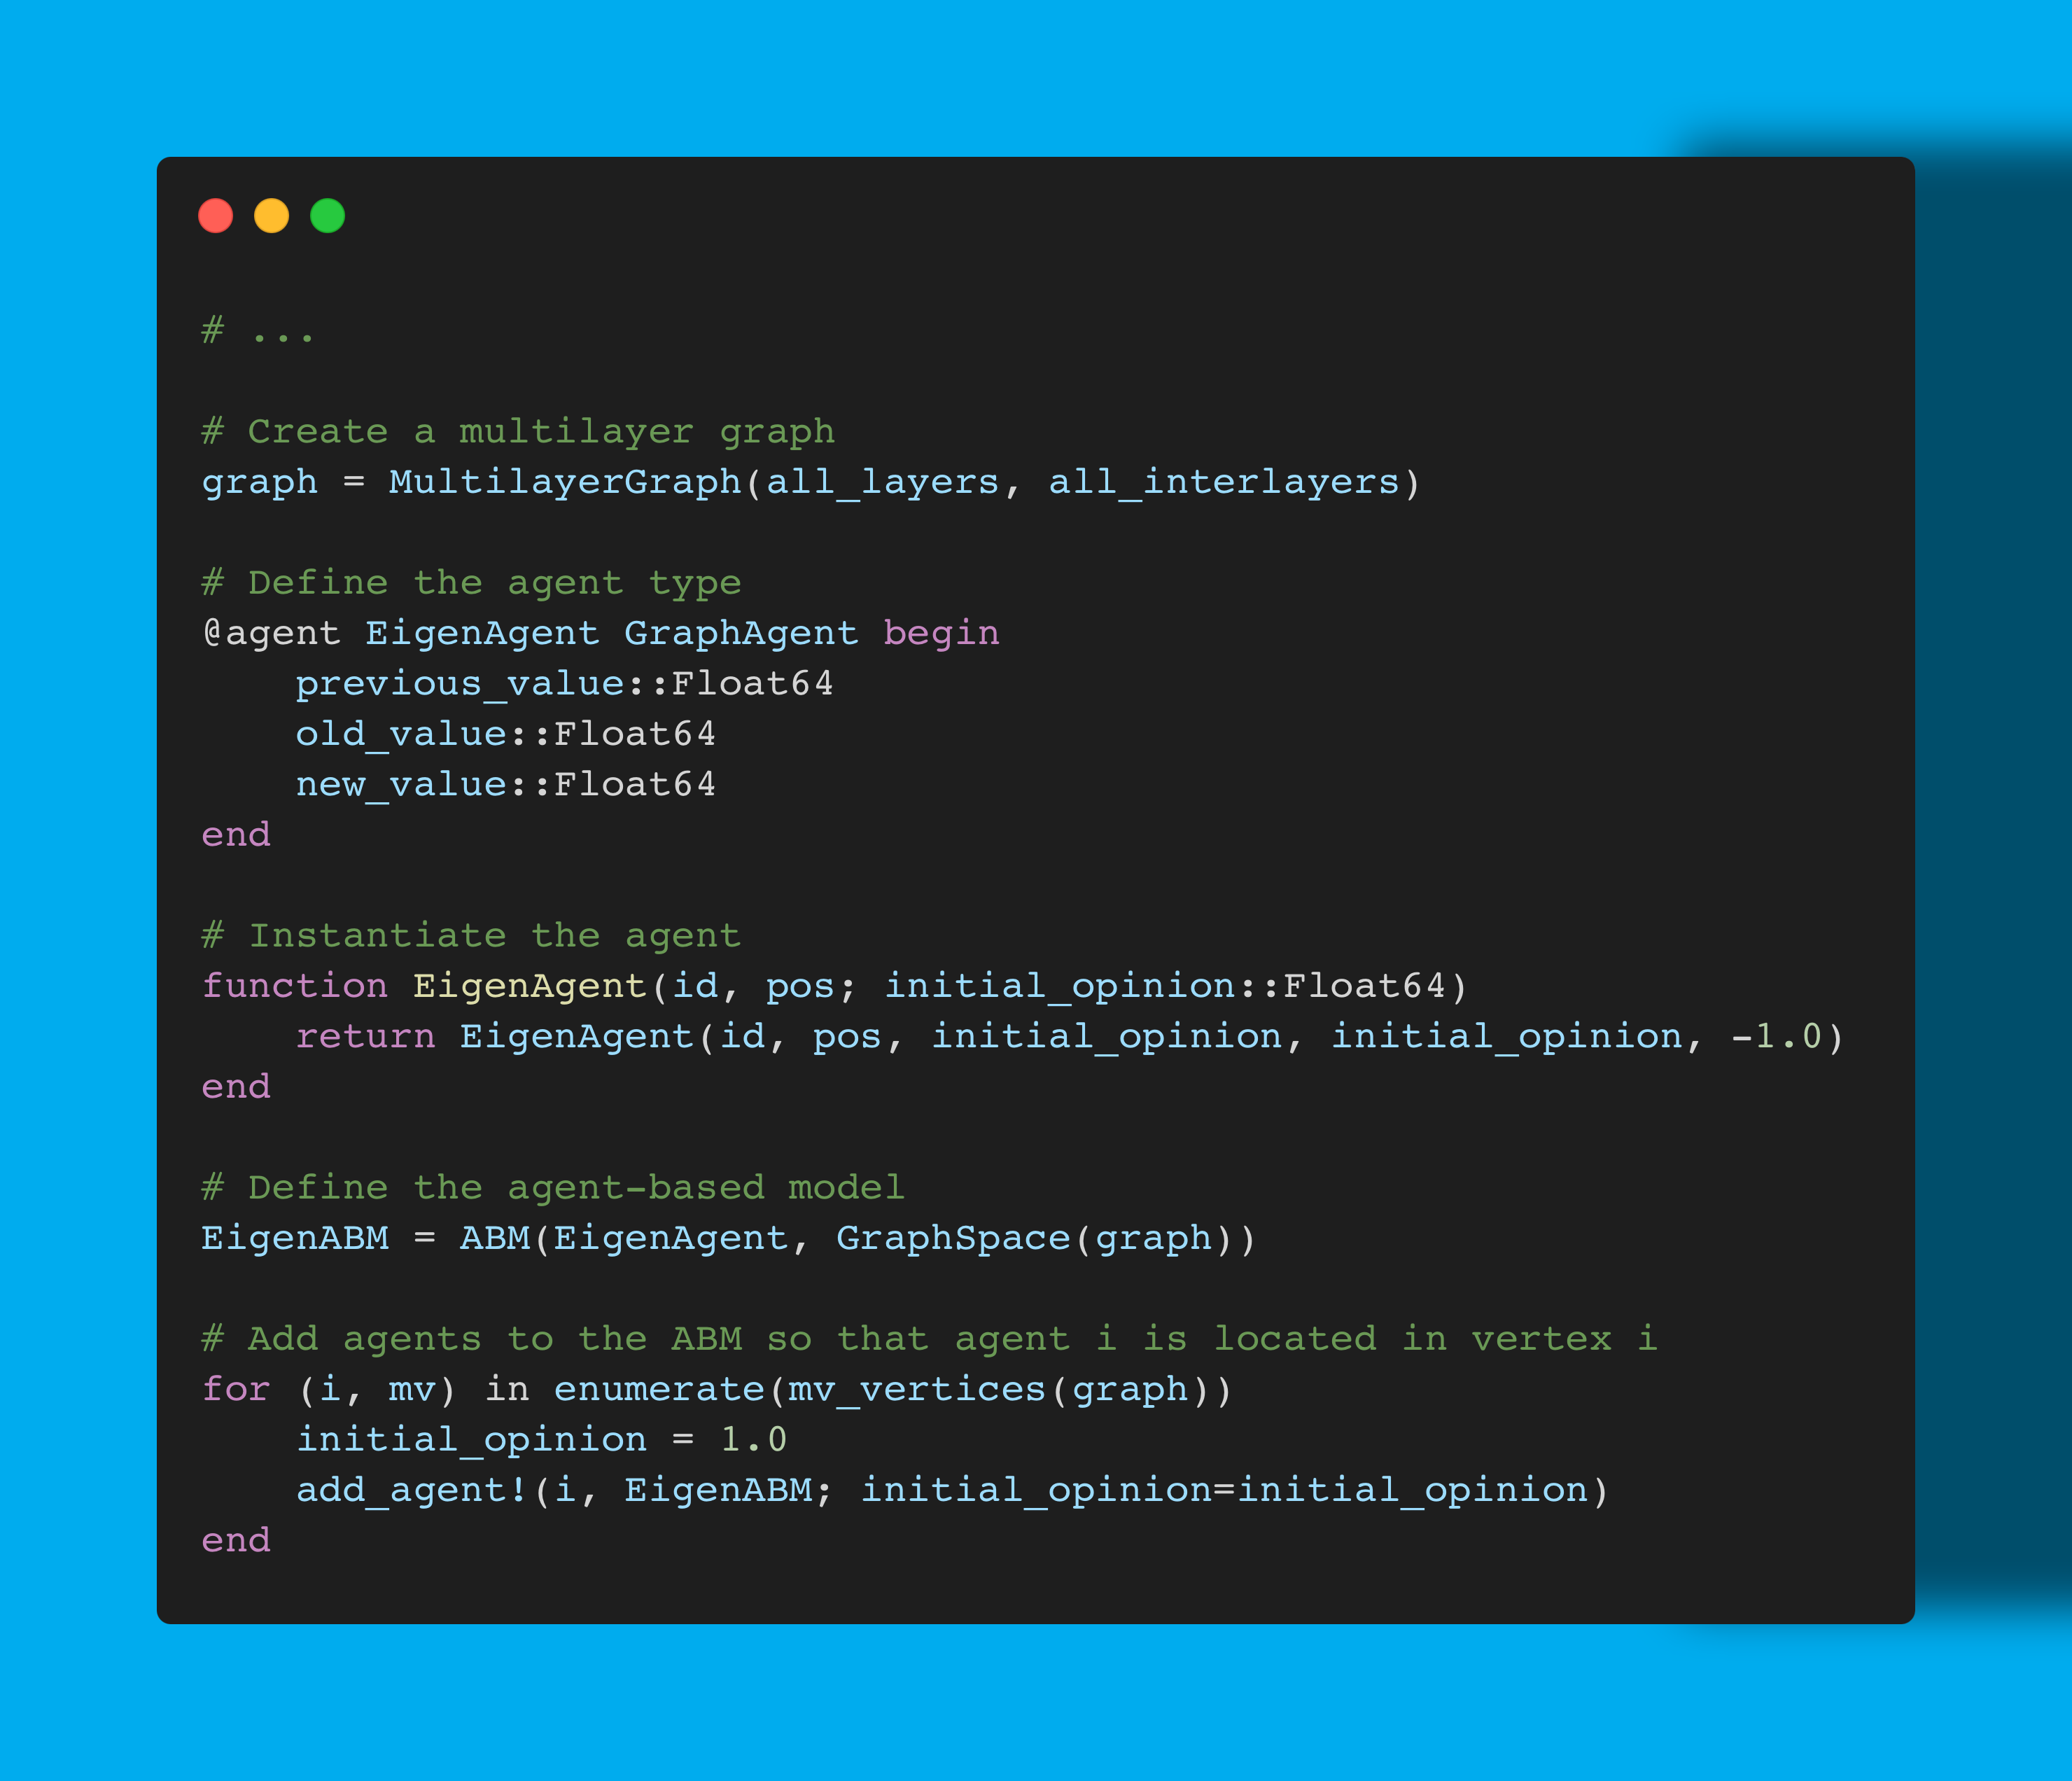 # ...
# Create a multilayer graph
graph = MultilayerGraph(all_layers, all_interlayers)
# Define the agent type
@agent EigenAgent GraphAgent begin
    previous_value::Float64
    old_value::Float64
    new_value::Float64
end
# Instantiate the agent
function EigenAgent(id, pos; initial_opinion::Float64)
    return EigenAgent(id, pos, initial_opinion, initial_opinion, -1.0)
end
# Define the agent-based model
EigenABM = ABM(EigenAgent, GraphSpace(graph))
# Add agents to the ABM so that agent i is located in vertex i
for (i, mv) in enumerate(mv_vertices(graph))
    initial_opinion = 1.0
    add_agent!(i, EigenABM; initial_opinion=initial_opinion)
end